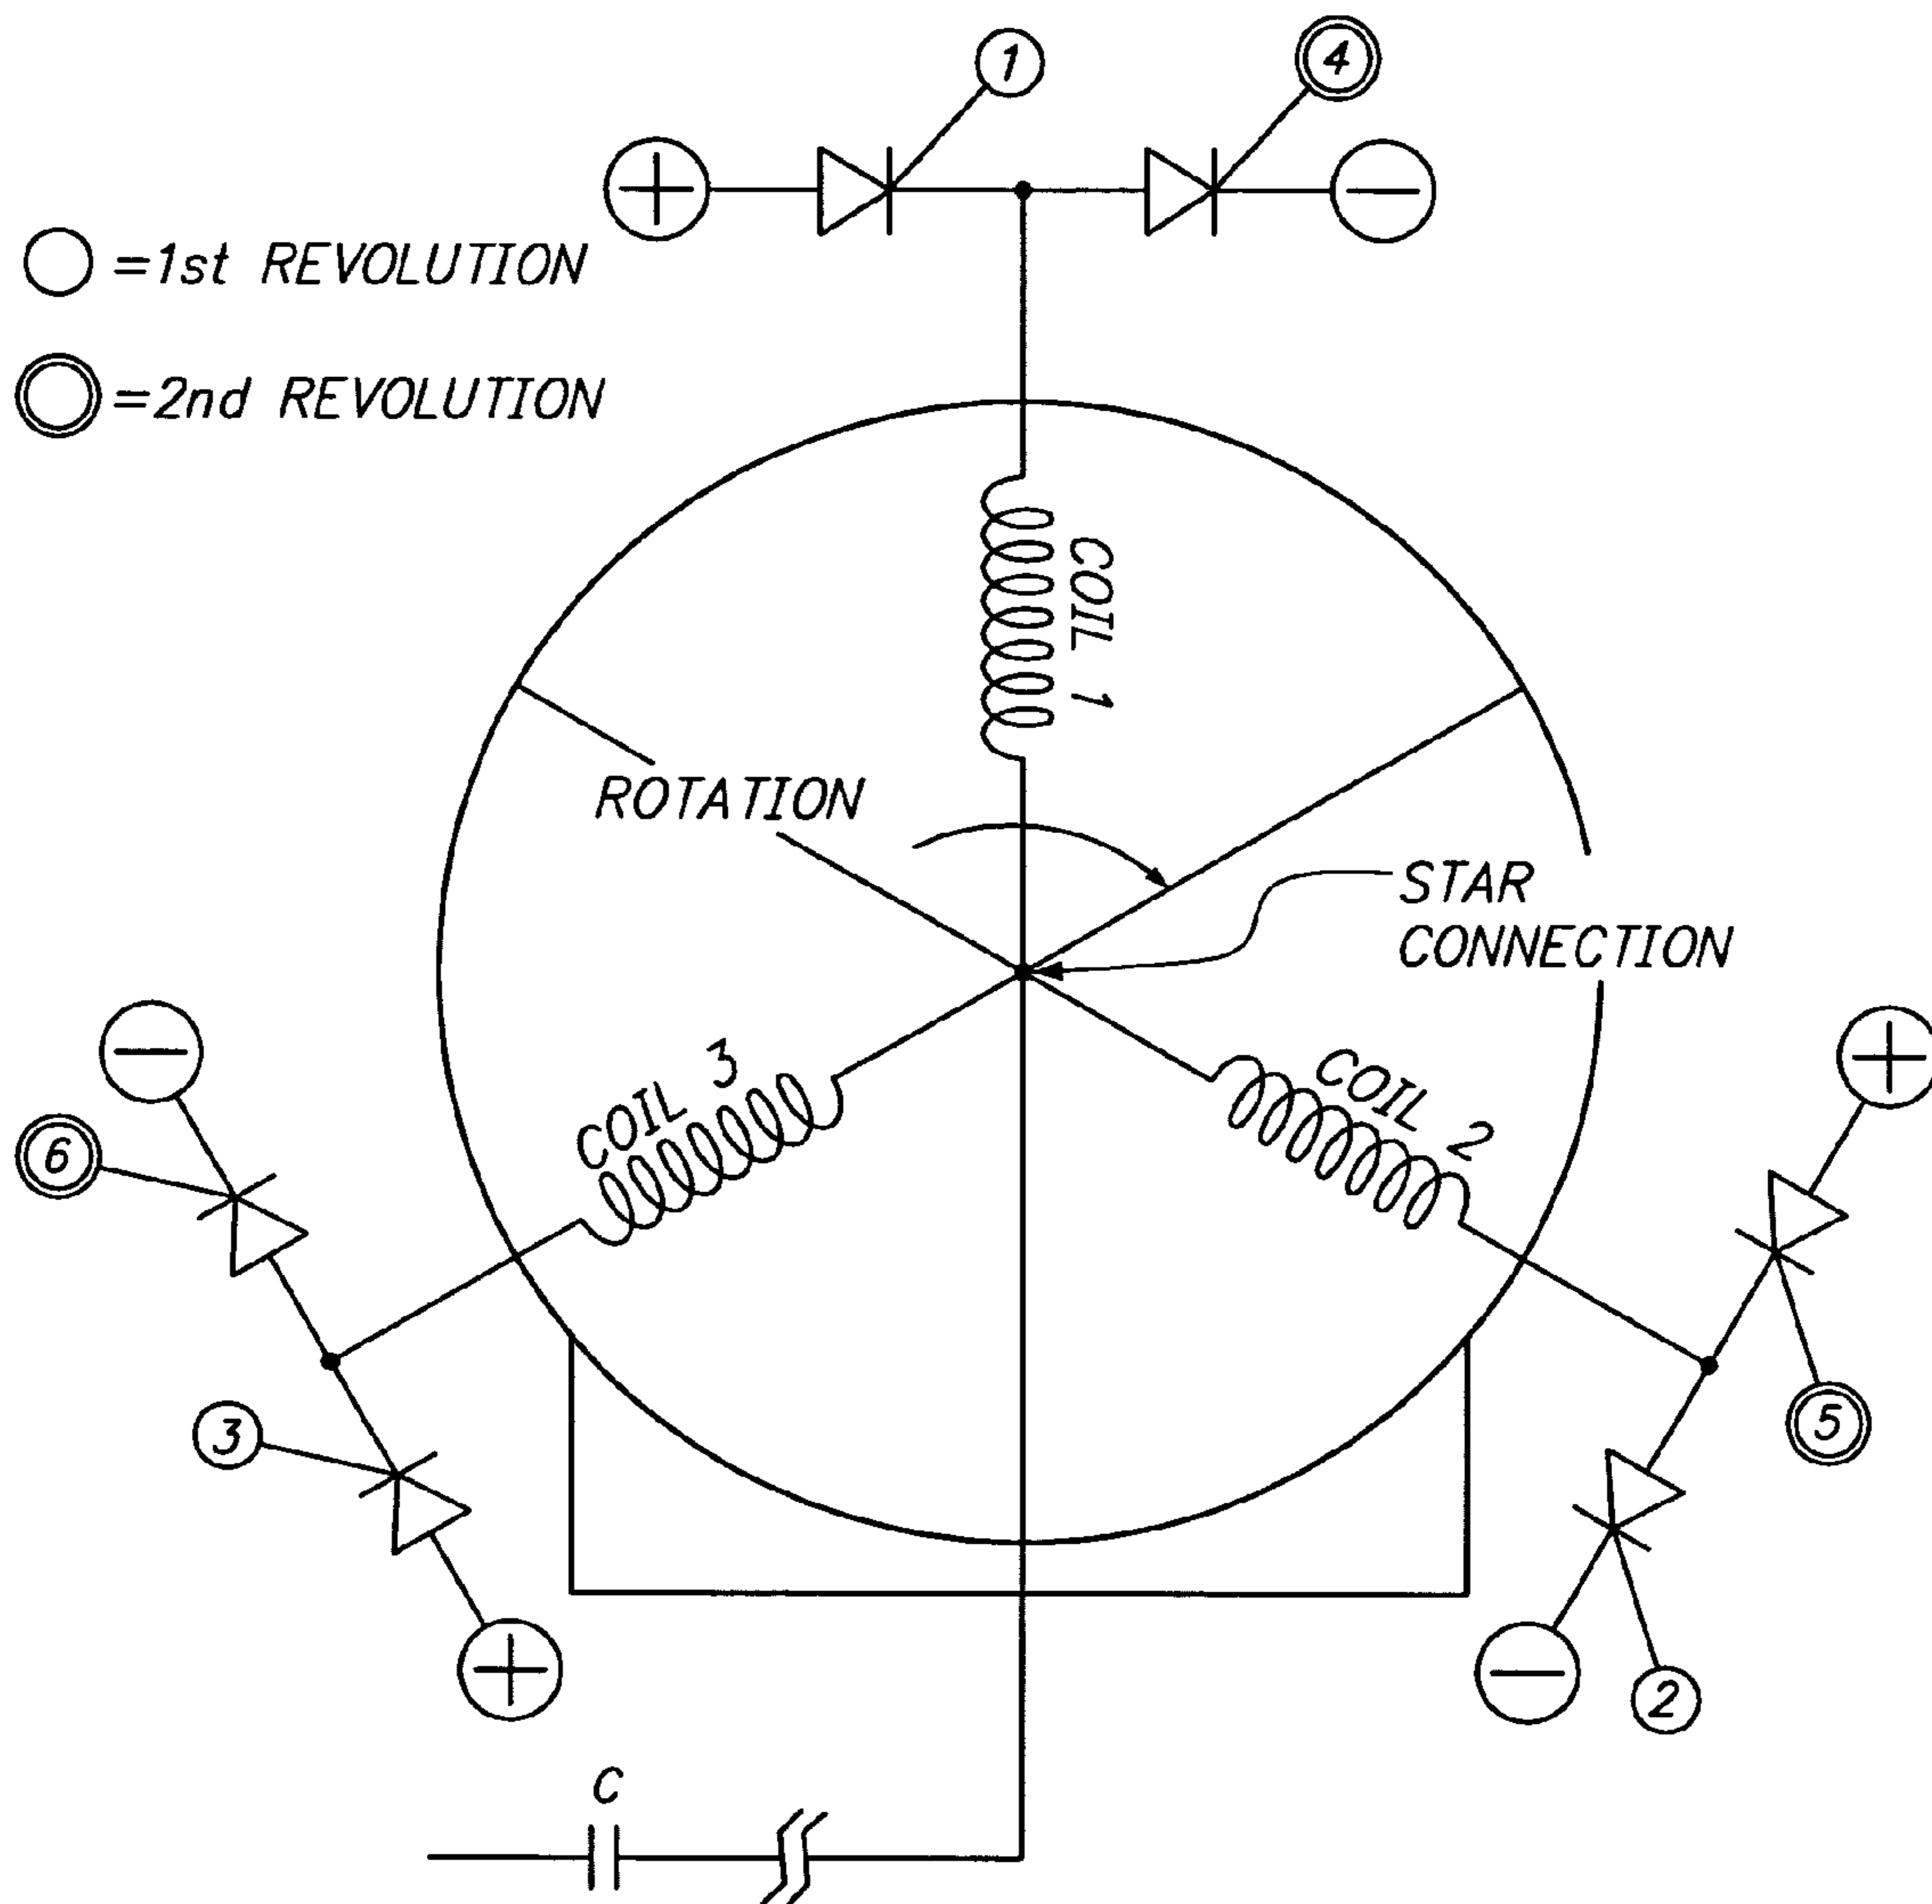 1
4
+
−
=1st REVOLUTION
=2nd REVOLUTION
COIL 1
ROTATION
STAR
CONNECTION
−
+
COIL 3
COIL 2
6
5
3
+
−
2
C